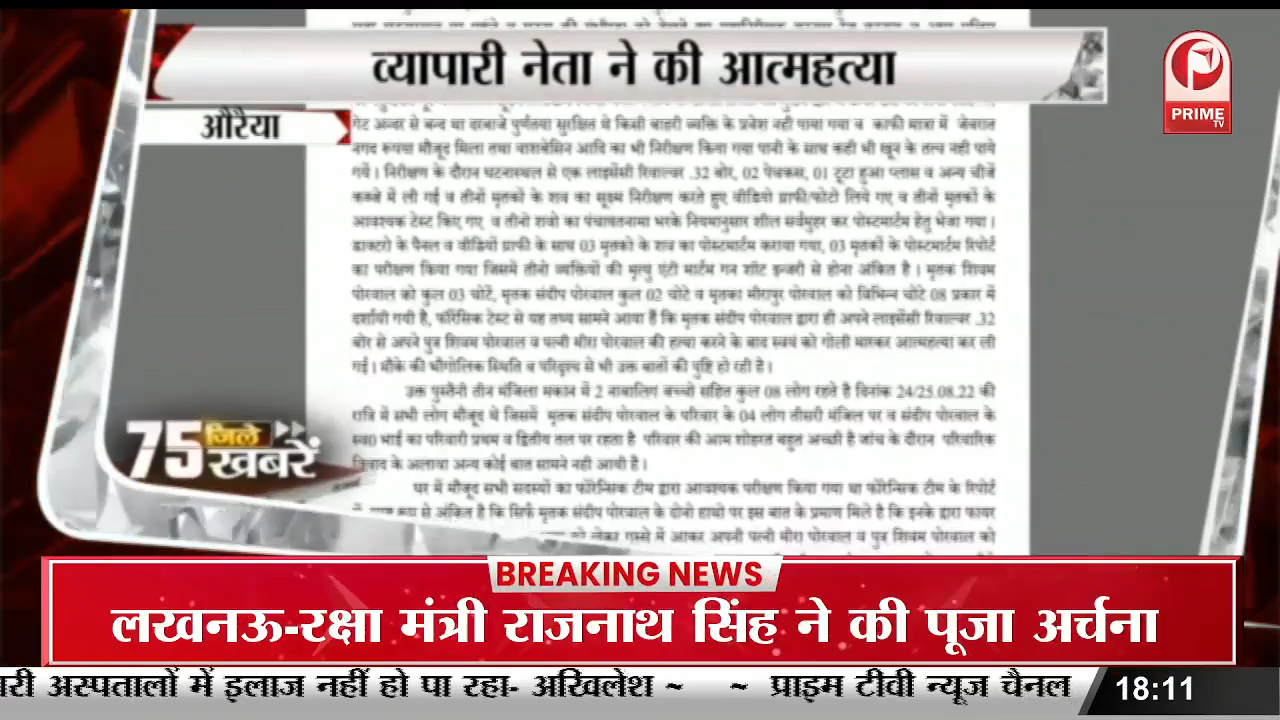 व्यापारी नेता ने की आत्महत्या
PRIME
TV
औरैया
गेट अन्दर से बन्द था दरबाजे पुर्णतया सुरक्षित थे किसी बाहरी व्यक्ति के प्रवेश नही पाया गया व काफी मात्रा में जेवरात
नगद रूपया मौजूद मिला तथा वाशबेसिन आदि का भी निरीक्षण किया गया पानी के साथ कही भी खून के तत्व नही पाये
गये। निरीक्षण के दौरान घटनास्थल से एक लाइसेंसी रिवाल्वर .32 बोर, 02 पेचकस, 01 टूटा हुआ प्लास व अन्य चीजें
कब्जे में ली गई व तीनों मृतकों के शव का सूक्ष्म निरीक्षण करते हुए वीडियो ग्राफी/फोटो लिये गए व तीनों मृतकों के
आवश्यक टेस्ट किए गए व तीनो शवो का पंचायतनामा भरके नियमानुसार शील सर्वमुहर कर पोस्टमार्टम हेतु भेजा गया।
डाक्टरो के पैनल व वीडियों ग्राफी के साथ 03 मृतको के शव का पोस्टमार्टम कराया गया, 03 मृतकों के पोस्टमार्टम रिपोर्ट
का परीक्षण किया गया जिसमें तीनो व्यक्तियों की मृत्यु एंटी मार्टम गन शॉट इन्जरी से होना अंकित है। मृतक शिवम
पोरवाल को कुल 03 चोटें, मृतक संदीप पोरवाल कुल 02 चोटे व मृतका मीरापुर पोरवाल को विभिन्न चोटे 08 प्रकार में
दर्शायी गयी है, फॉरेंसिक टेस्ट से यह तथ्य सामने आया है कि मृतक संदीप पोरवाल द्वारा ही अपने लाइसेंसी रिवाल्वर .32
बोर से अपने पुत्र शिवम पोरवाल व पत्नी मीरा पोरवाल की हत्या करने के बाद स्वयं को गोली मारकर आत्महत्या कर ली
गई। मौके की भौगोलिक स्थिति व परिदृश्य से भी उक्त बातों की पुष्टि हो रही है।
उक्त पुस्तैनी तीन मंजिला मकान में 2 नाबालिग बच्चो सहित कुल 08 लोग रहते है दिनांक 24/25.08.22 की
रात्रि में सभी लोग मौजूद थे जिसमें मृतक संदीप पोरवाल के परिवार के 04 लोग तीसरी मंजिल पर व संदीप पोरवाल के
स्व0 भाई का परिवारी प्रथम व द्वितीय तल पर रहता है परिवार की आम शोहरत बहुत अच्छी है जांच के दौरान पारिवारिक
विवाद के अलावा अन्य कोई बात सामने नही आयी है।
घर में मौजूद सभी सदस्यों का फॉरेन्सिक टीम द्वारा आवश्यक परीक्षण किया गया था फॉरेन्सिक टीम के रिपोर्ट
रूप से अंकित है कि सिर्फ मृतक संदीप पोरवाल के दोनो हाथो पर इस बात के प्रमाण मिले है कि इनके द्वारा फायर
को लेकर गुस्से में आकर अपनी पत्नी मीरा पोरवाल व पुत्र शिवम पोरवाल को
75 जिले
खबरें
BREAKING NEWS
लखनऊ-रक्षा मंत्री राजनाथ सिंह ने की पूजा अर्चना
री अस्पतालों में इलाज नहीं हो पा रहा- अखिलेश ~ ~ प्राइम टीवी न्यूज चैनल
18:11